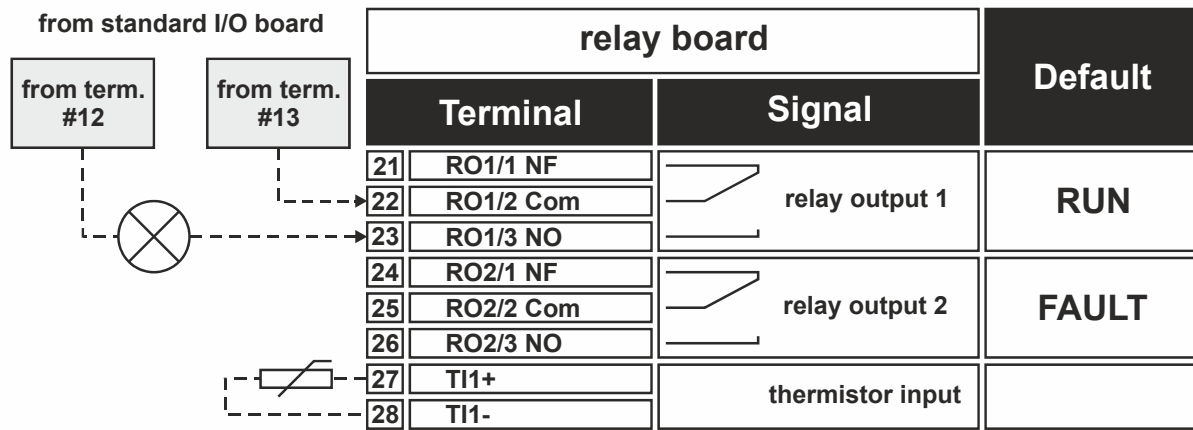 from standard I/O board
from term.
#12
from term.
#13
relay board
Default
Terminal
Signal
21 RO1/1 NF
22 RO1/2 Com
23 RO1/3 NO
relay output 1
RUN
24 RO2/1 NF
25 RO2/2 Com
26 RO2/3 NO
relay output 2
FAULT
27 TI1+
28 TI1-
thermistor input